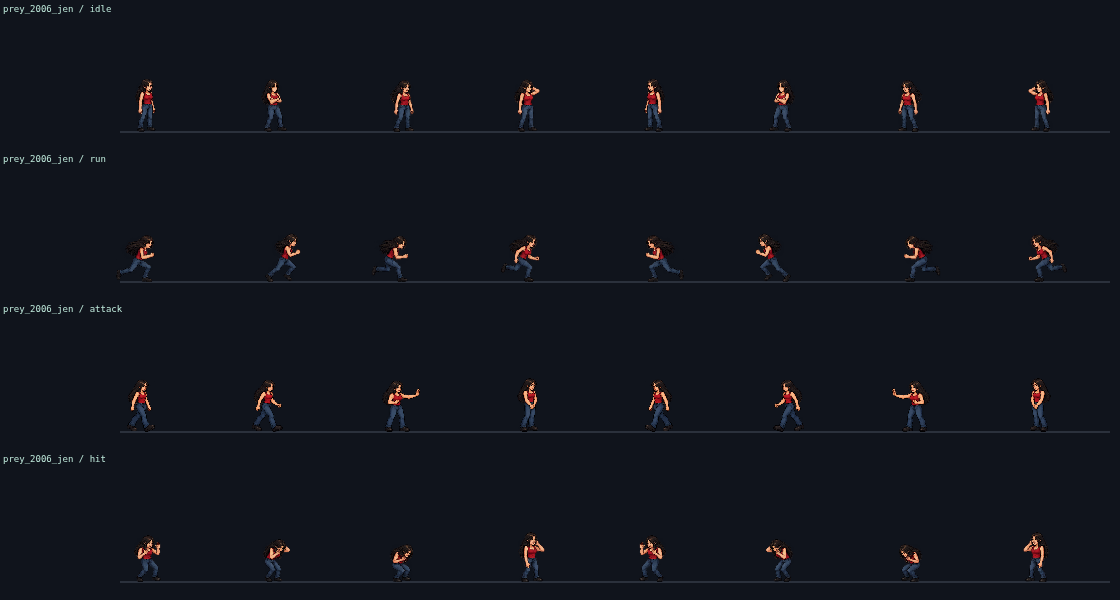 prey_2006_jen / idle
prey_2006_jen / run
prey_2006_jen / attack
prey_2006_jen / hit